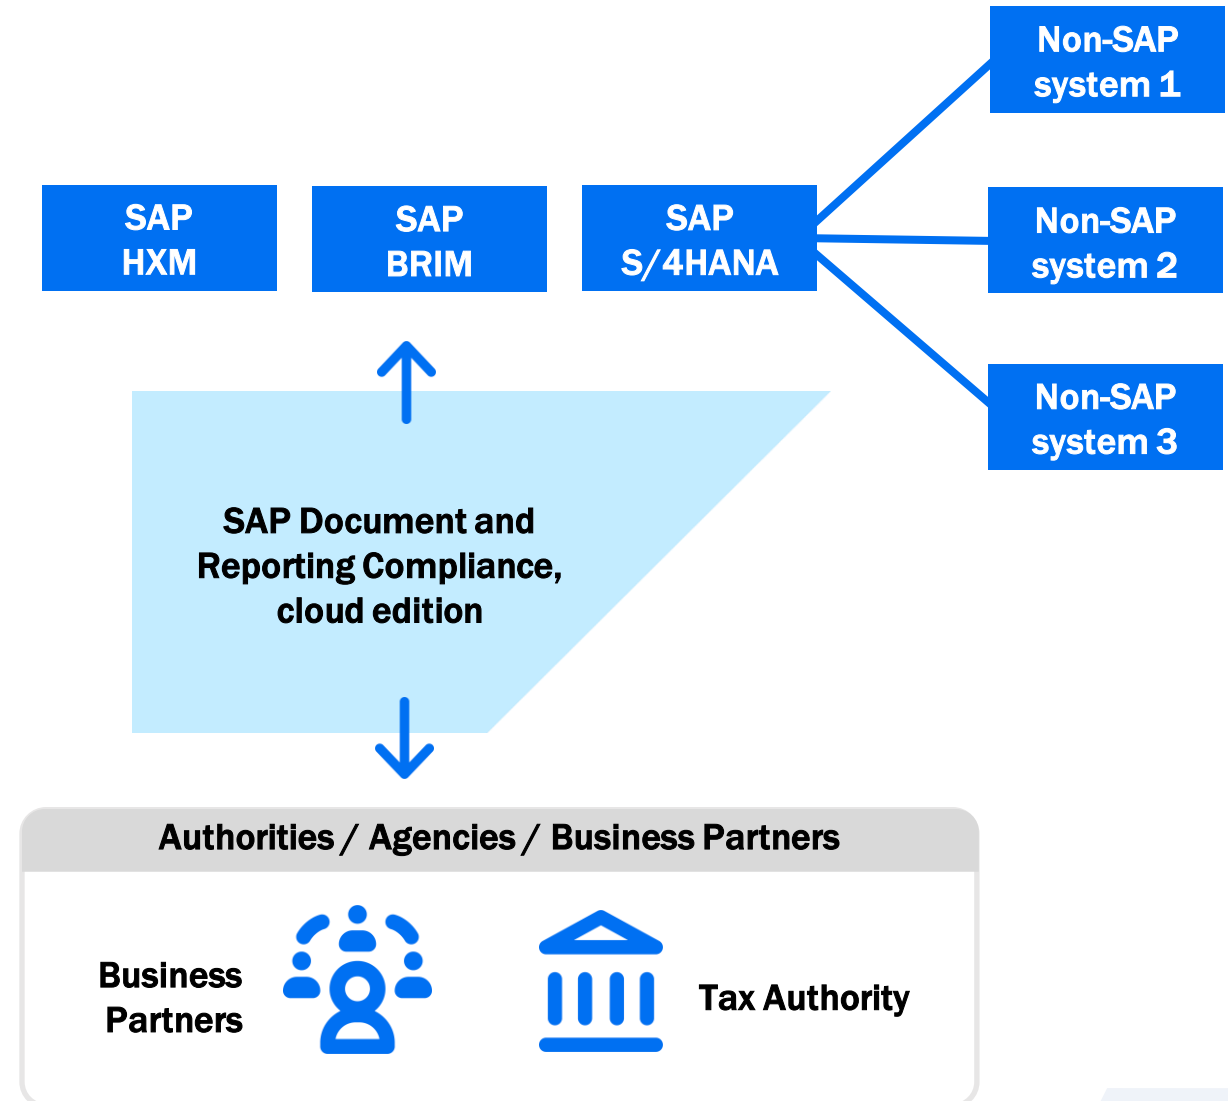 Non-SAP
system 1
SAP
HXM
SAP
BRIM
SAP
S/4HANA
Non-SAP
system 2
Non-SAP
system 3
SAP Document and
Reporting Compliance,
cloud edition
Authorities / Agencies / Business Partners
Business
Partners
Tax Authority